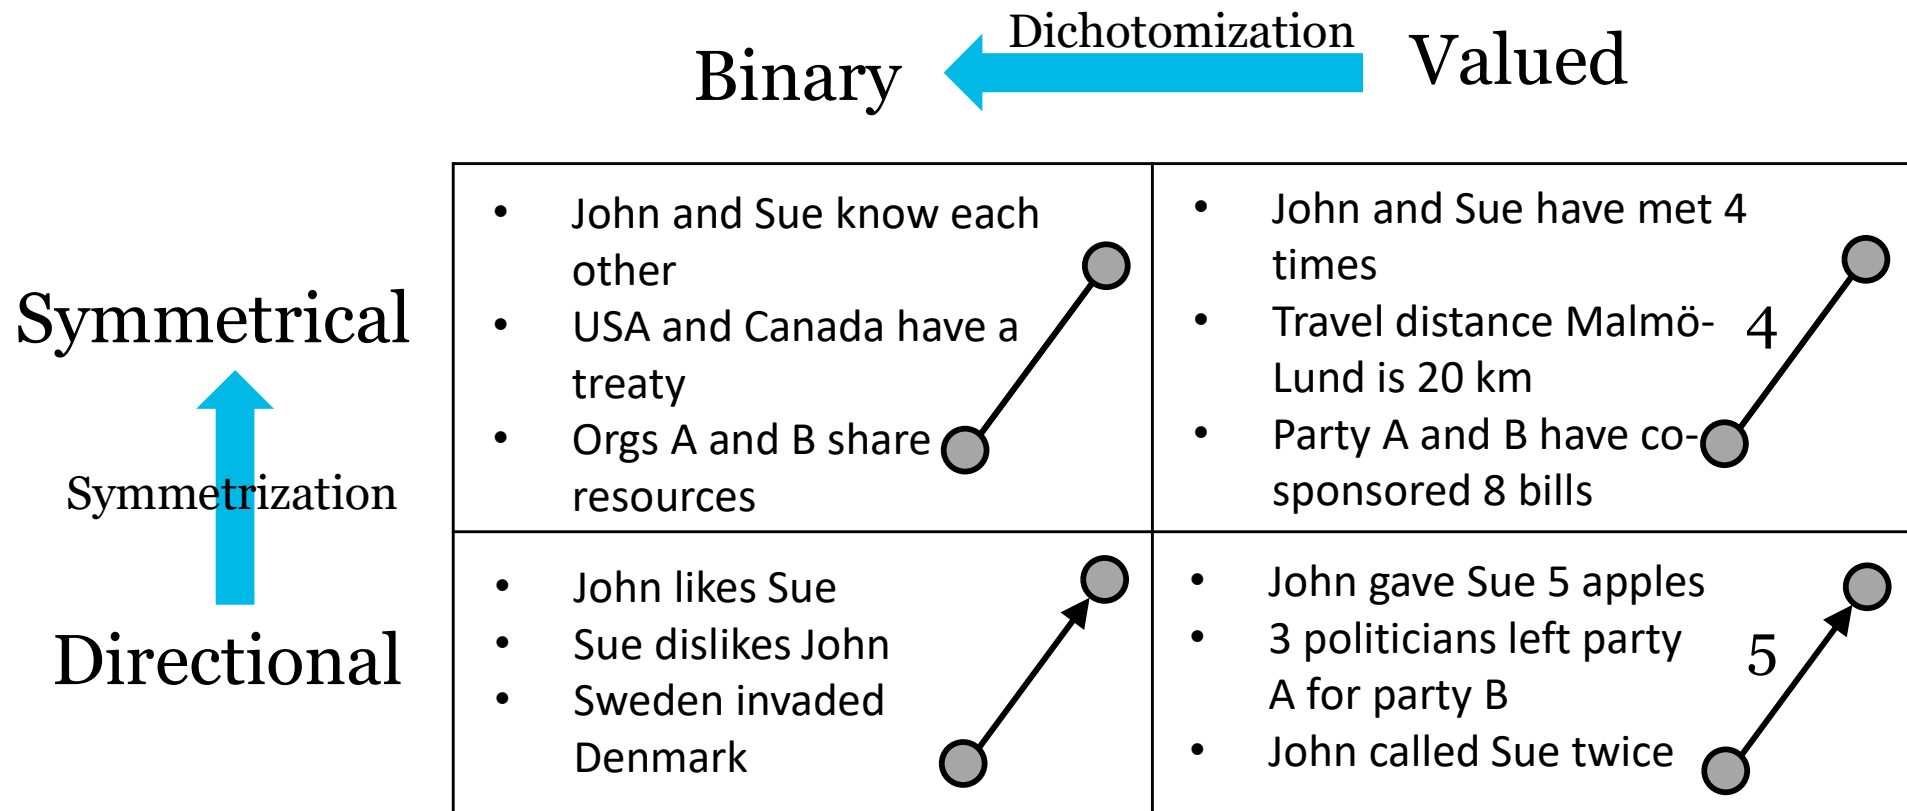 Dichotomization
Binary
Valued
Symmetrical
Symmetrization
Directional
• John and Sue know each
other
• USA and Canada have a
treaty
• Orgs A and B share
resources
• John and Sue have met 4
times
• Travel distance Malmö-
Lund is 20 km
• Party A and B have co-
sponsored 8 bills
4
• John likes Sue
• Sue dislikes John
• Sweden invaded
Denmark
• John gave Sue 5 apples
• 3 politicians left party
A for party B
• John called Sue twice
5